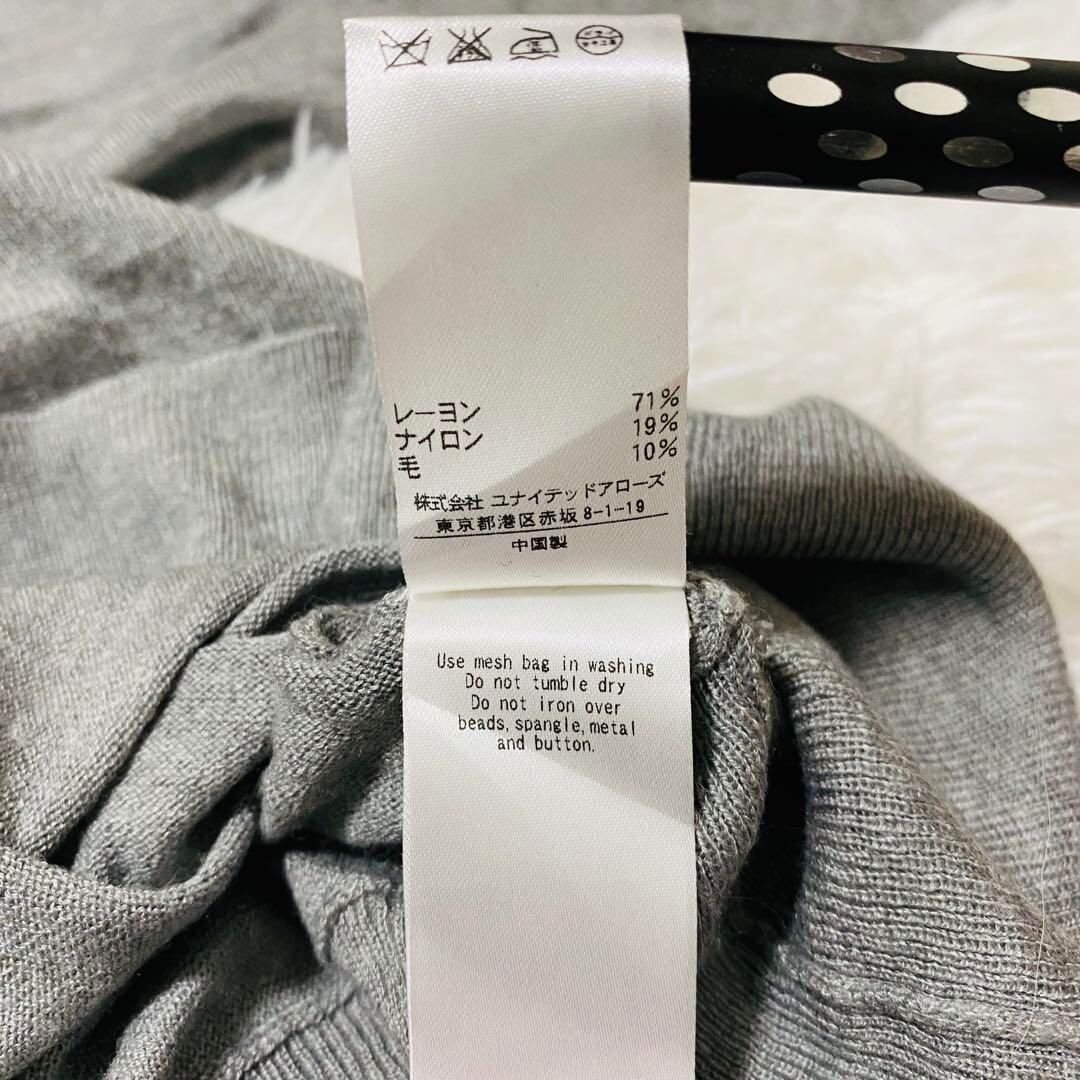 レーヨン 71%
ナイロン 19%
毛 10%
株式会社 ユナイテッドアローズ
東京都港区赤坂 8-1-19
中国製
Use mesh bag in washing
Do not tumble dry
Do not iron over
beads, spangle, metal
and button.